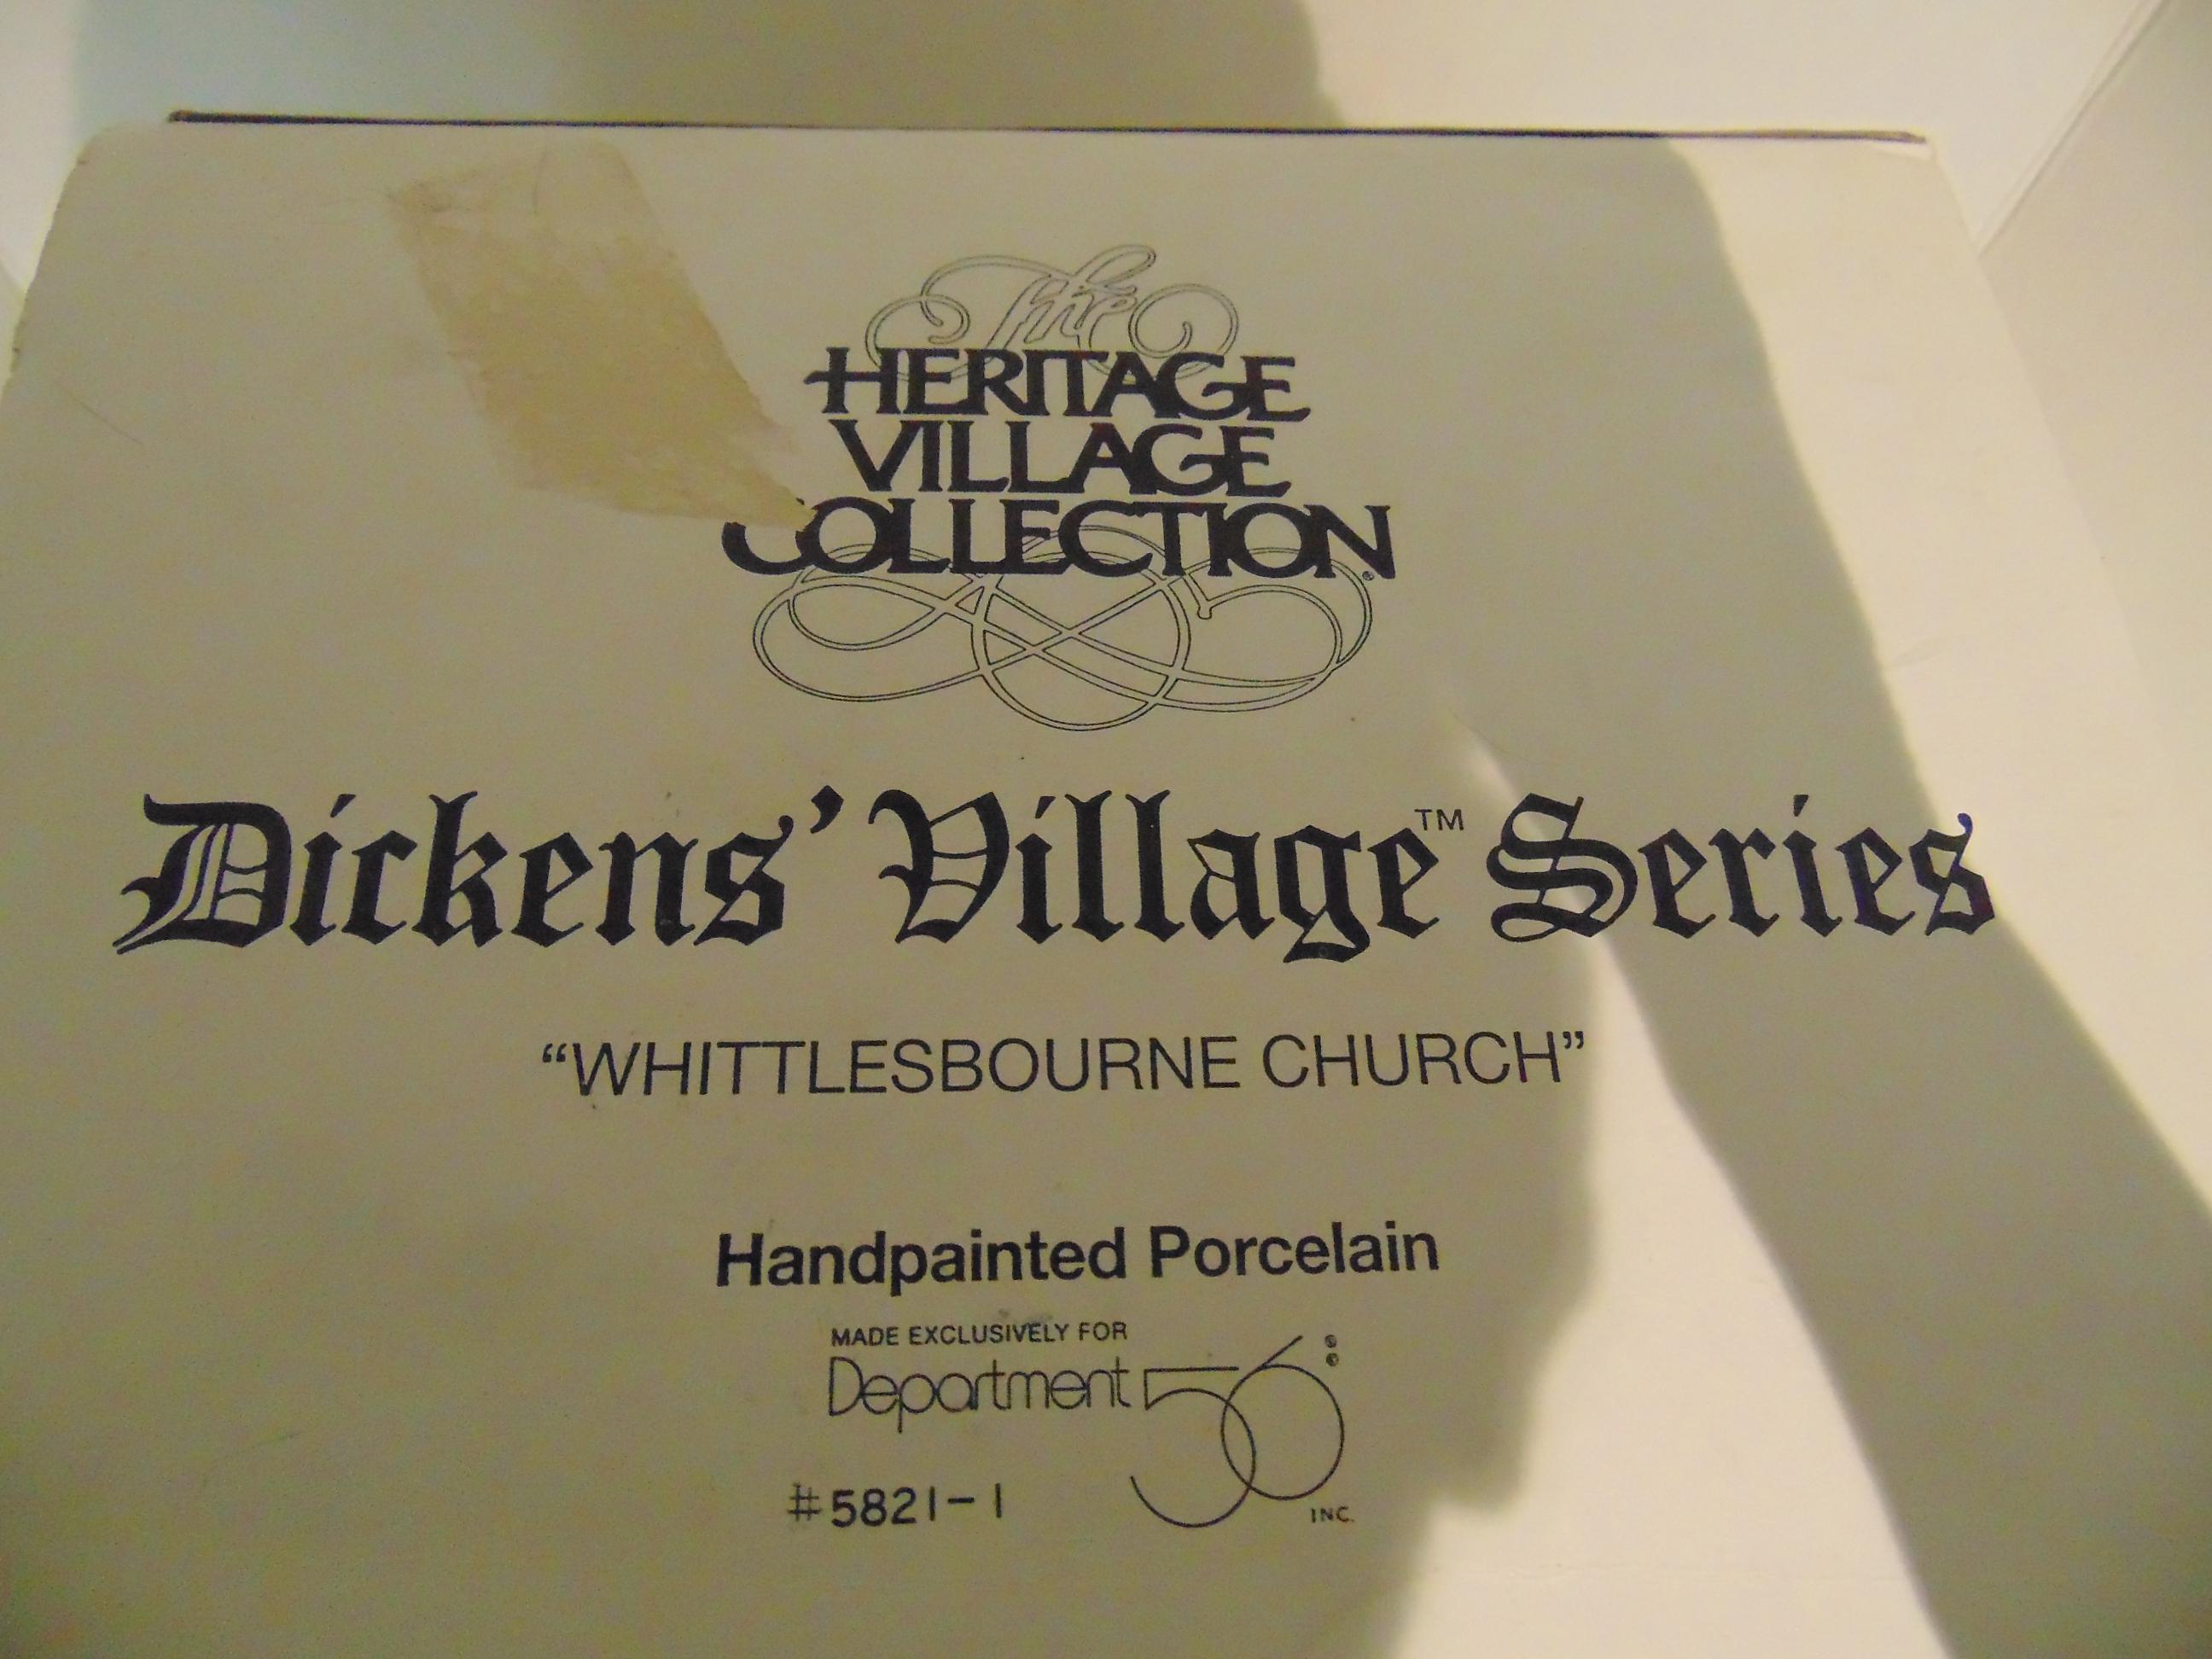 The
HERITAGE
VILLAGE
COLLECTION®
Dickens' Village™ Series
“WHITTLESBOURNE CHURCH”
Handpainted Porcelain
MADE EXCLUSIVELY FOR
Department 56®
INC.
#5821-1